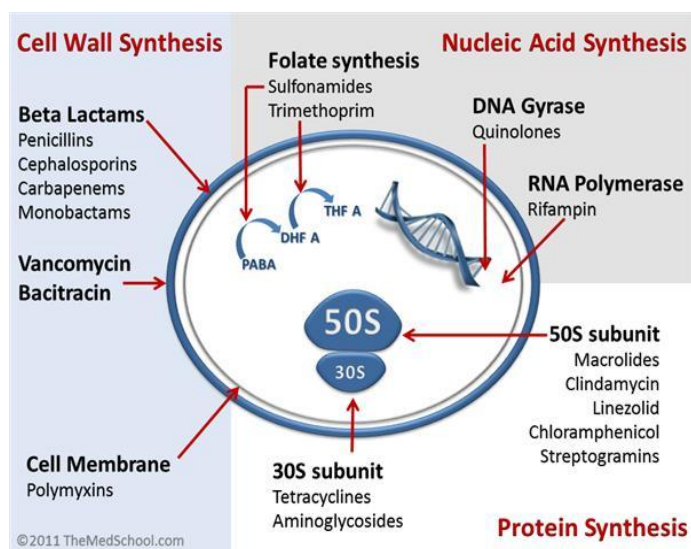 Cell Wall Synthesis
Nucleic Acid Synthesis
Folate synthesis
Sulfonamides
Trimethoprim
Beta Lactams
Penicillins
Cephalosporins
Carbapenems
Monobactams
DNA Gyrase
Quinolones
RNA Polymerase
Rifampin
THF A
DHF A
PABA
Vancomycin
Bacitracin
50S
30S
50S subunit
Macrolides
Clindamycin
Linezolid
Chloramphenicol
Streptogramins
Cell Membrane
Polymyxins
30S subunit
Tetracyclines
Aminoglycosides
Protein Synthesis
©2011 TheMedSchool.com